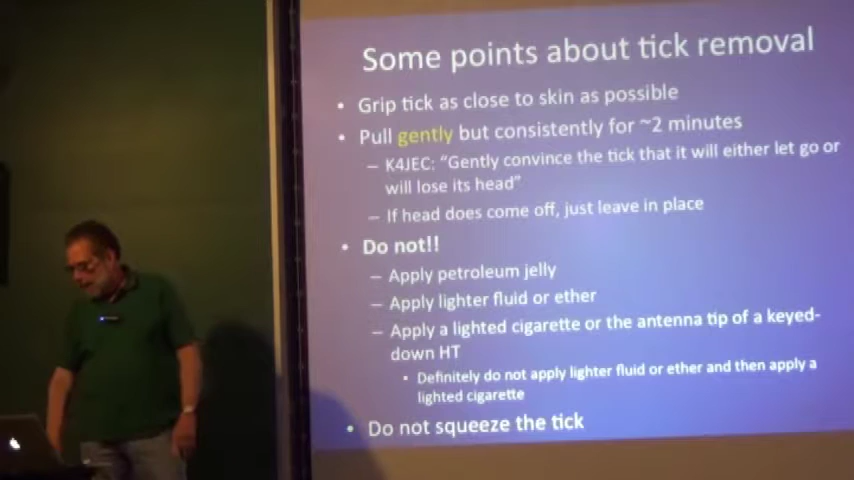 Some points about tick removal
• Grip tick as close to skin as possible
• Pull gently but consistently for ~2 minutes
– K4JEC: "Gently convince the tick that it will either let go or
will lose its head"
– If head does come off, just leave in place
• Do not!!
– Apply petroleum jelly
– Apply lighter fluid or ether
– Apply a lighted cigarette or the antenna tip of a keyed-
down HT
• Definitely do not apply lighter fluid or ether and then apply a
lighted cigarette
• Do not squeeze the tick